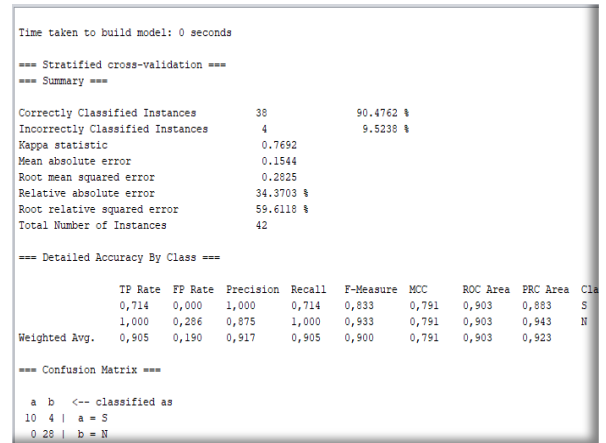 Time taken to build model: 0 seconds
=== Stratified cross-validation ===
=== Summary ===
Correctly Classified Instances 38 90.4762 %
Incorrectly Classified Instances 4 9.5238 %
Kappa statistic 0.7692
Mean absolute error 0.1544
Root mean squared error 0.2825
Relative absolute error 34.3703 %
Root relative squared error 59.6118 %
Total Number of Instances 42
=== Detailed Accuracy By Class ===
TP Rate FP Rate Precision Recall F-Measure MCC ROC Area PRC Area Cla
0,714 0,000 1,000 0,714 0,833 0,791 0,903 0,883 S
1,000 0,286 0,875 1,000 0,933 0,791 0,903 0,943 N
Weighted Avg. 0,905 0,190 0,917 0,905 0,900 0,791 0,903 0,923
=== Confusion Matrix ===
a b <-- classified as
10 4 | a = S
0 28 | b = N